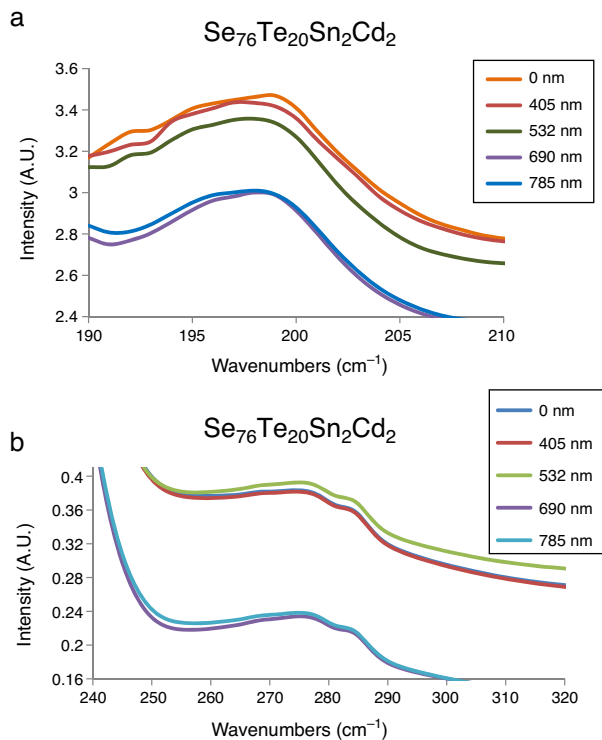 a
Se₇₆Te₂₀Sn₂Cd₂
3.6
3.4
3.2
3
2.8
2.6
2.4
Intensity (A.U.)
190 195 200 205 210
Wavenumbers (cm⁻¹)
0 nm
405 nm
532 nm
690 nm
785 nm
b
Se₇₆Te₂₀Sn₂Cd₂
0.4
0.36
0.32
0.28
0.24
0.2
0.16
Intensity (A.U.)
240 250 260 270 280 290 300 310 320
Wavenumbers (cm⁻¹)
0 nm
405 nm
532 nm
690 nm
785 nm